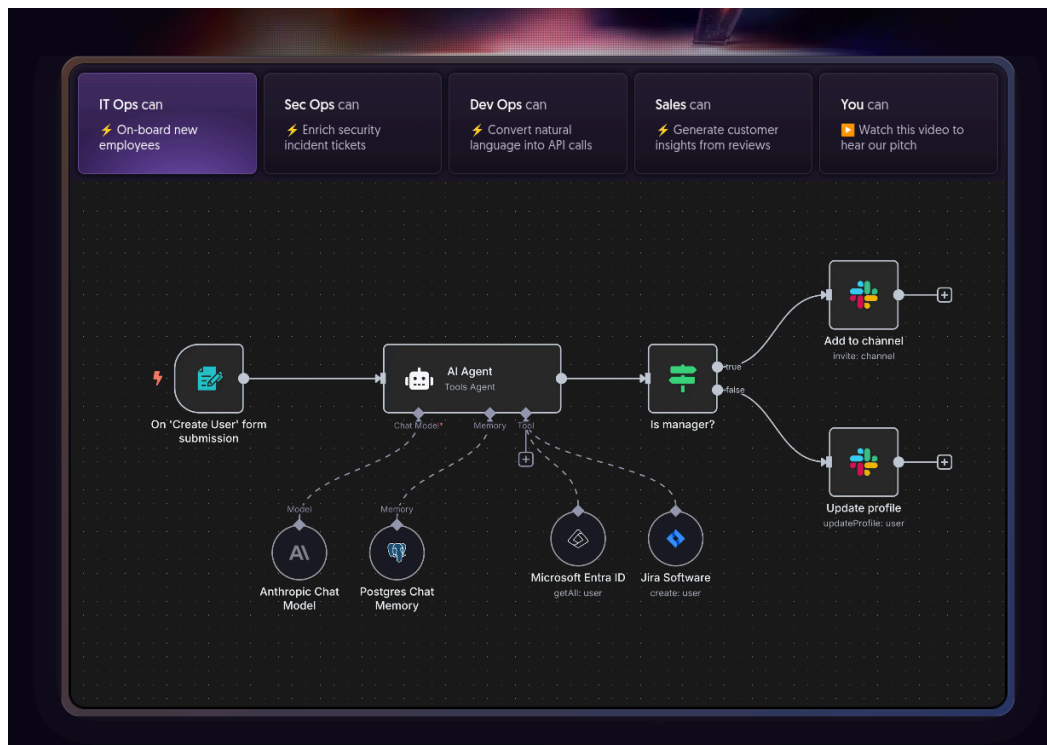 IT Ops can
⚡ On-board new
employees
Sec Ops can
⚡ Enrich security
incident tickets
Dev Ops can
⚡ Convert natural
language into API calls
Sales can
⚡ Generate customer
insights from reviews
You can
▶️ Watch this video to
hear our pitch
On 'Create User' form
submission
AI Agent
Tools Agent
Chat Model*
Memory
Tool
Model
Memory
Anthropic Chat
Model
Postgres Chat
Memory
Microsoft Entra ID
getAll: user
Jira Software
create: user
Is manager?
true
false
Add to channel
invite: channel
Update profile
updateProfile: user